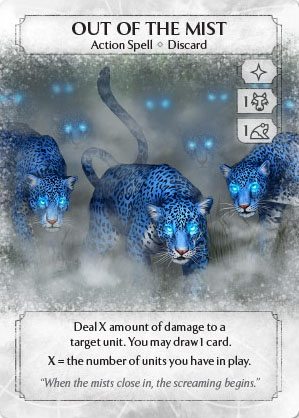 OUT OF THE MIST
Action Spell ◇ Discard
1
1
Deal X amount of damage to a
target unit. You may draw 1 card.
X = the number of units you have in play.
"When the mists close in, the screaming begins."